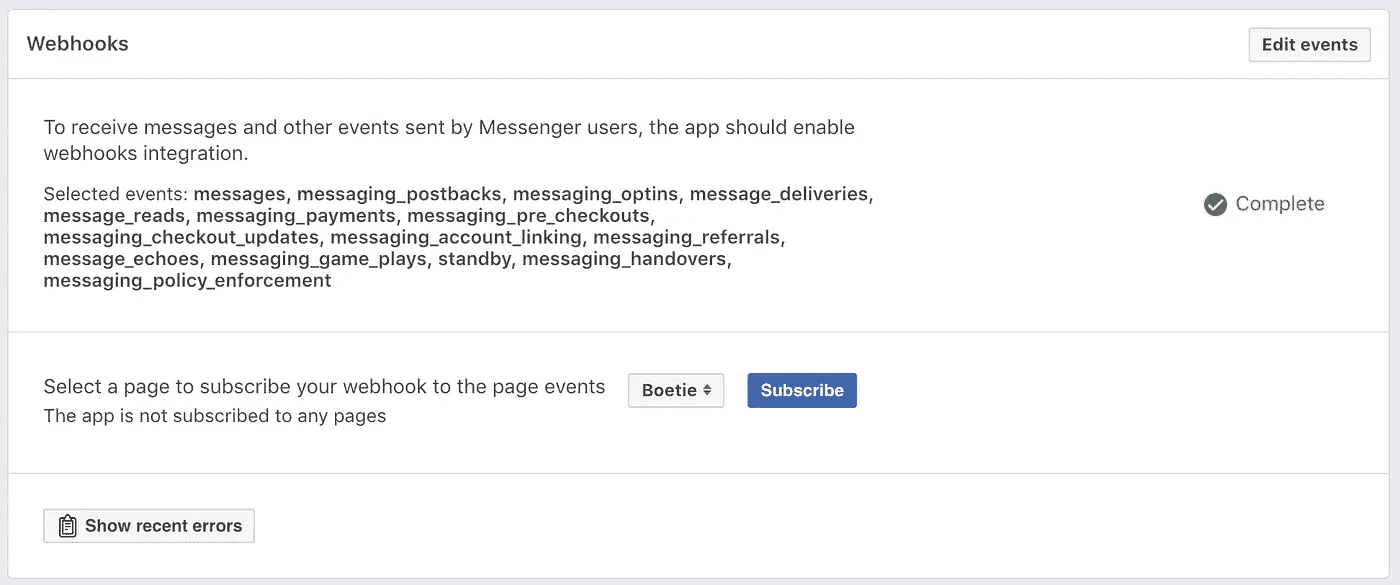 Webhooks
Edit events
To receive messages and other events sent by Messenger users, the app should enable
webhooks integration.
Selected events: messages, messaging_postbacks, messaging_optins, message_deliveries,
message_reads, messaging_payments, messaging_pre_checkouts,
messaging_checkout_updates, messaging_account_linking, messaging_referrals,
message_echoes, messaging_game_plays, standby, messaging_handovers,
messaging_policy_enforcement
Complete
Select a page to subscribe your webhook to the page events
Boetie
Subscribe
The app is not subscribed to any pages
Show recent errors